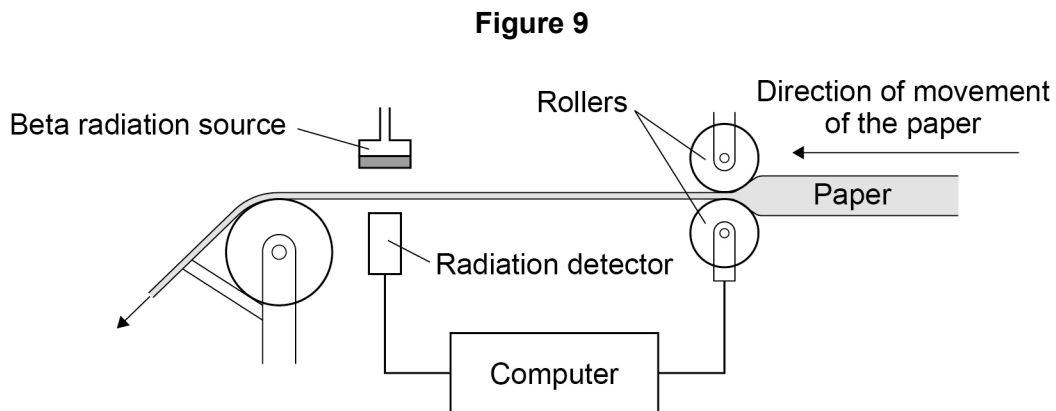 Figure 9
Beta radiation source
Rollers
Direction of movement
of the paper
Paper
Radiation detector
Computer